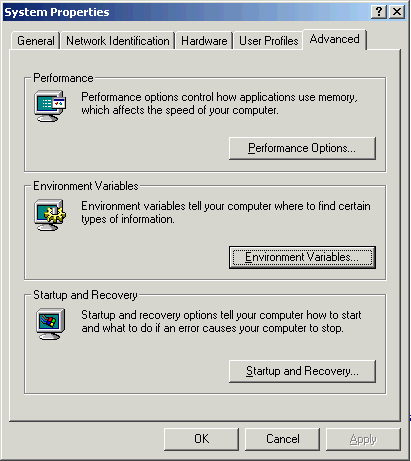 System Properties
General
Network Identification
Hardware
User Profiles
Advanced
Performance
Performance options control how applications use memory,
which affects the speed of your computer.
Performance Options...
Environment Variables
Environment variables tell your computer where to find certain
types of information.
Environment Variables...
Startup and Recovery
Startup and recovery options tell your computer how to start
and what to do if an error causes your computer to stop.
Startup and Recovery...
OK
Cancel
Apply